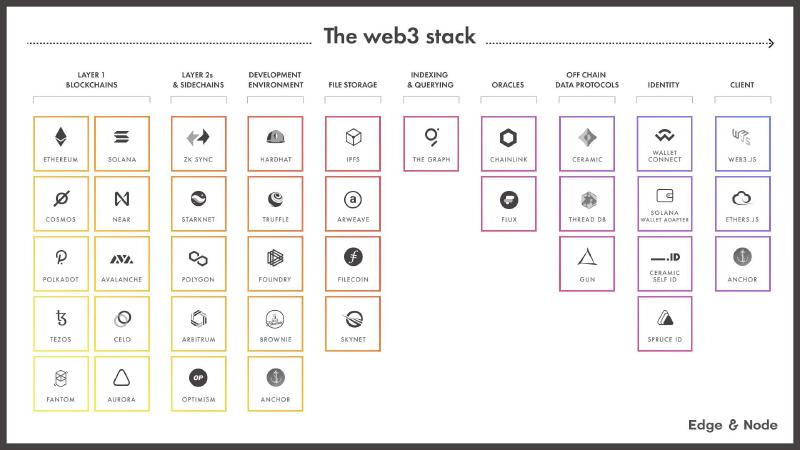 The web3 stack
LAYER 1
BLOCKCHAINS
LAYER 2s
& SIDECHAINS
DEVELOPMENT
ENVIRONMENT
FILE STORAGE
INDEXING
& QUERYING
ORACLES
OFF CHAIN
DATA PROTOCOLS
IDENTITY
CLIENT
ETHEREUM
SOLANA
ZK SYNC
HARDHAT
IPFS
THE GRAPH
CHAINLINK
CERAMIC
WALLET
CONNECT
WEB3.JS
COSMOS
NEAR
STARKNET
TRUFFLE
a
ARWEAVE
FLUX
THREAD DB
SOLANA
WALLET ADAPTER
ETHERS.JS
POLKADOT
AVALANCHE
POLYGON
FOUNDRY
FILECOIN
GUN
.ID
CERAMIC
SELF ID
ANCHOR
TEZOS
CELO
ARBITRUM
BROWNIE
SKYNET
SPRUCE ID
FANTOM
AURORA
OP
OPTIMISM
ANCHOR
Edge & Node